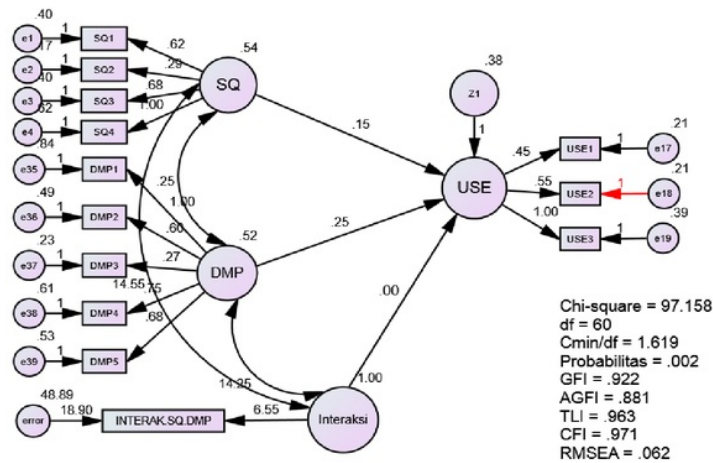 .40
e1 1 SQ1 .62
.17
e2 1 SQ2 .29
.40
e3 1 SQ3 .68
.62
e4 1 SQ4 1.00
.54
SQ
.84
e35 1 DMP1 1.00
.49
e36 1 DMP2 .60
.23
e37 1 DMP3 .27
.61
e38 1 DMP4 .75
.53
e39 1 DMP5 .68
.52
DMP
.25
14.55
14.25
48.89
error 18.90 INTERAK.SQ.DMP 6.55
1.00
Interaksi
.15
.25
.00
.38
Z1
1
USE
.45 USE1 1 e17 .21
.55 USE2 1 e18 .21
1.00 USE3 1 e19 .39
Chi-square = 97.158
df = 60
Cmin/df = 1.619
Probabilitas = .002
GFI = .922
AGFI = .881
TLI = .963
CFI = .971
RMSEA = .062